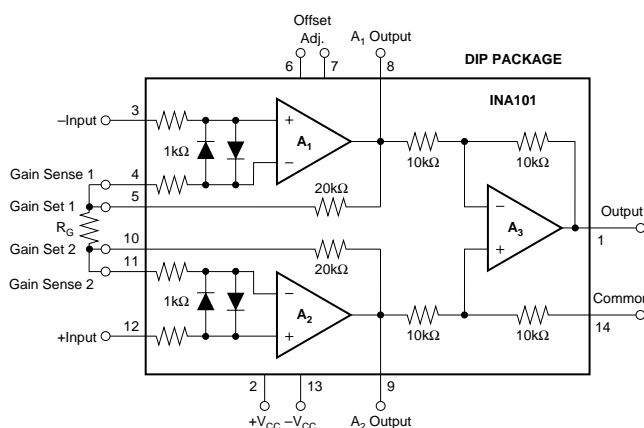 Offset
Adj.
A1 Output
6
7
8
DIP PACKAGE
INA101
–Input
3
1kΩ
+
A1
–
10kΩ
10kΩ
Gain Sense 1
4
Gain Set 1
5
20kΩ
RG
–
A3
+
Output
1
Gain Set 2
10
20kΩ
Gain Sense 2
11
1kΩ
–
A2
+
10kΩ
10kΩ
Common
14
+Input
12
2
13
9
+VCC
–VCC
A2 Output